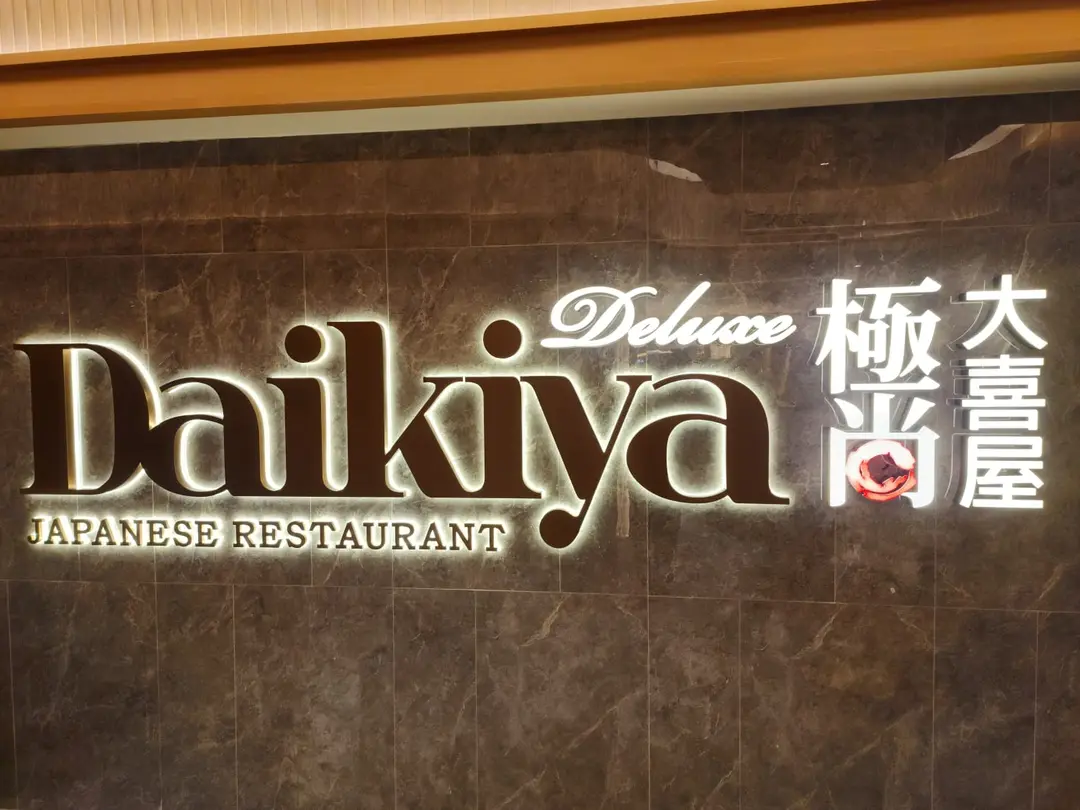 Deluxe
Daikiya
JAPANESE RESTAURANT
大喜屋
極尚